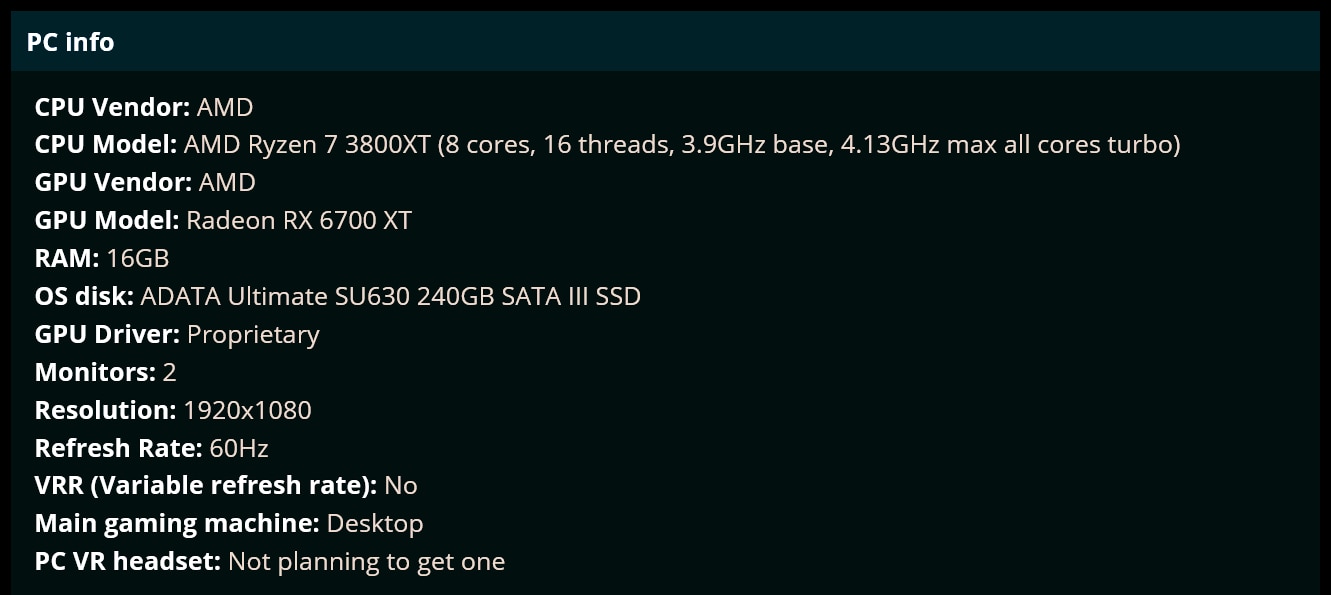 PC info
CPU Vendor: AMD
CPU Model: AMD Ryzen 7 3800XT (8 cores, 16 threads, 3.9GHz base, 4.13GHz max all cores turbo)
GPU Vendor: AMD
GPU Model: Radeon RX 6700 XT
RAM: 16GB
OS disk: ADATA Ultimate SU630 240GB SATA III SSD
GPU Driver: Proprietary
Monitors: 2
Resolution: 1920x1080
Refresh Rate: 60Hz
VRR (Variable refresh rate): No
Main gaming machine: Desktop
PC VR headset: Not planning to get one